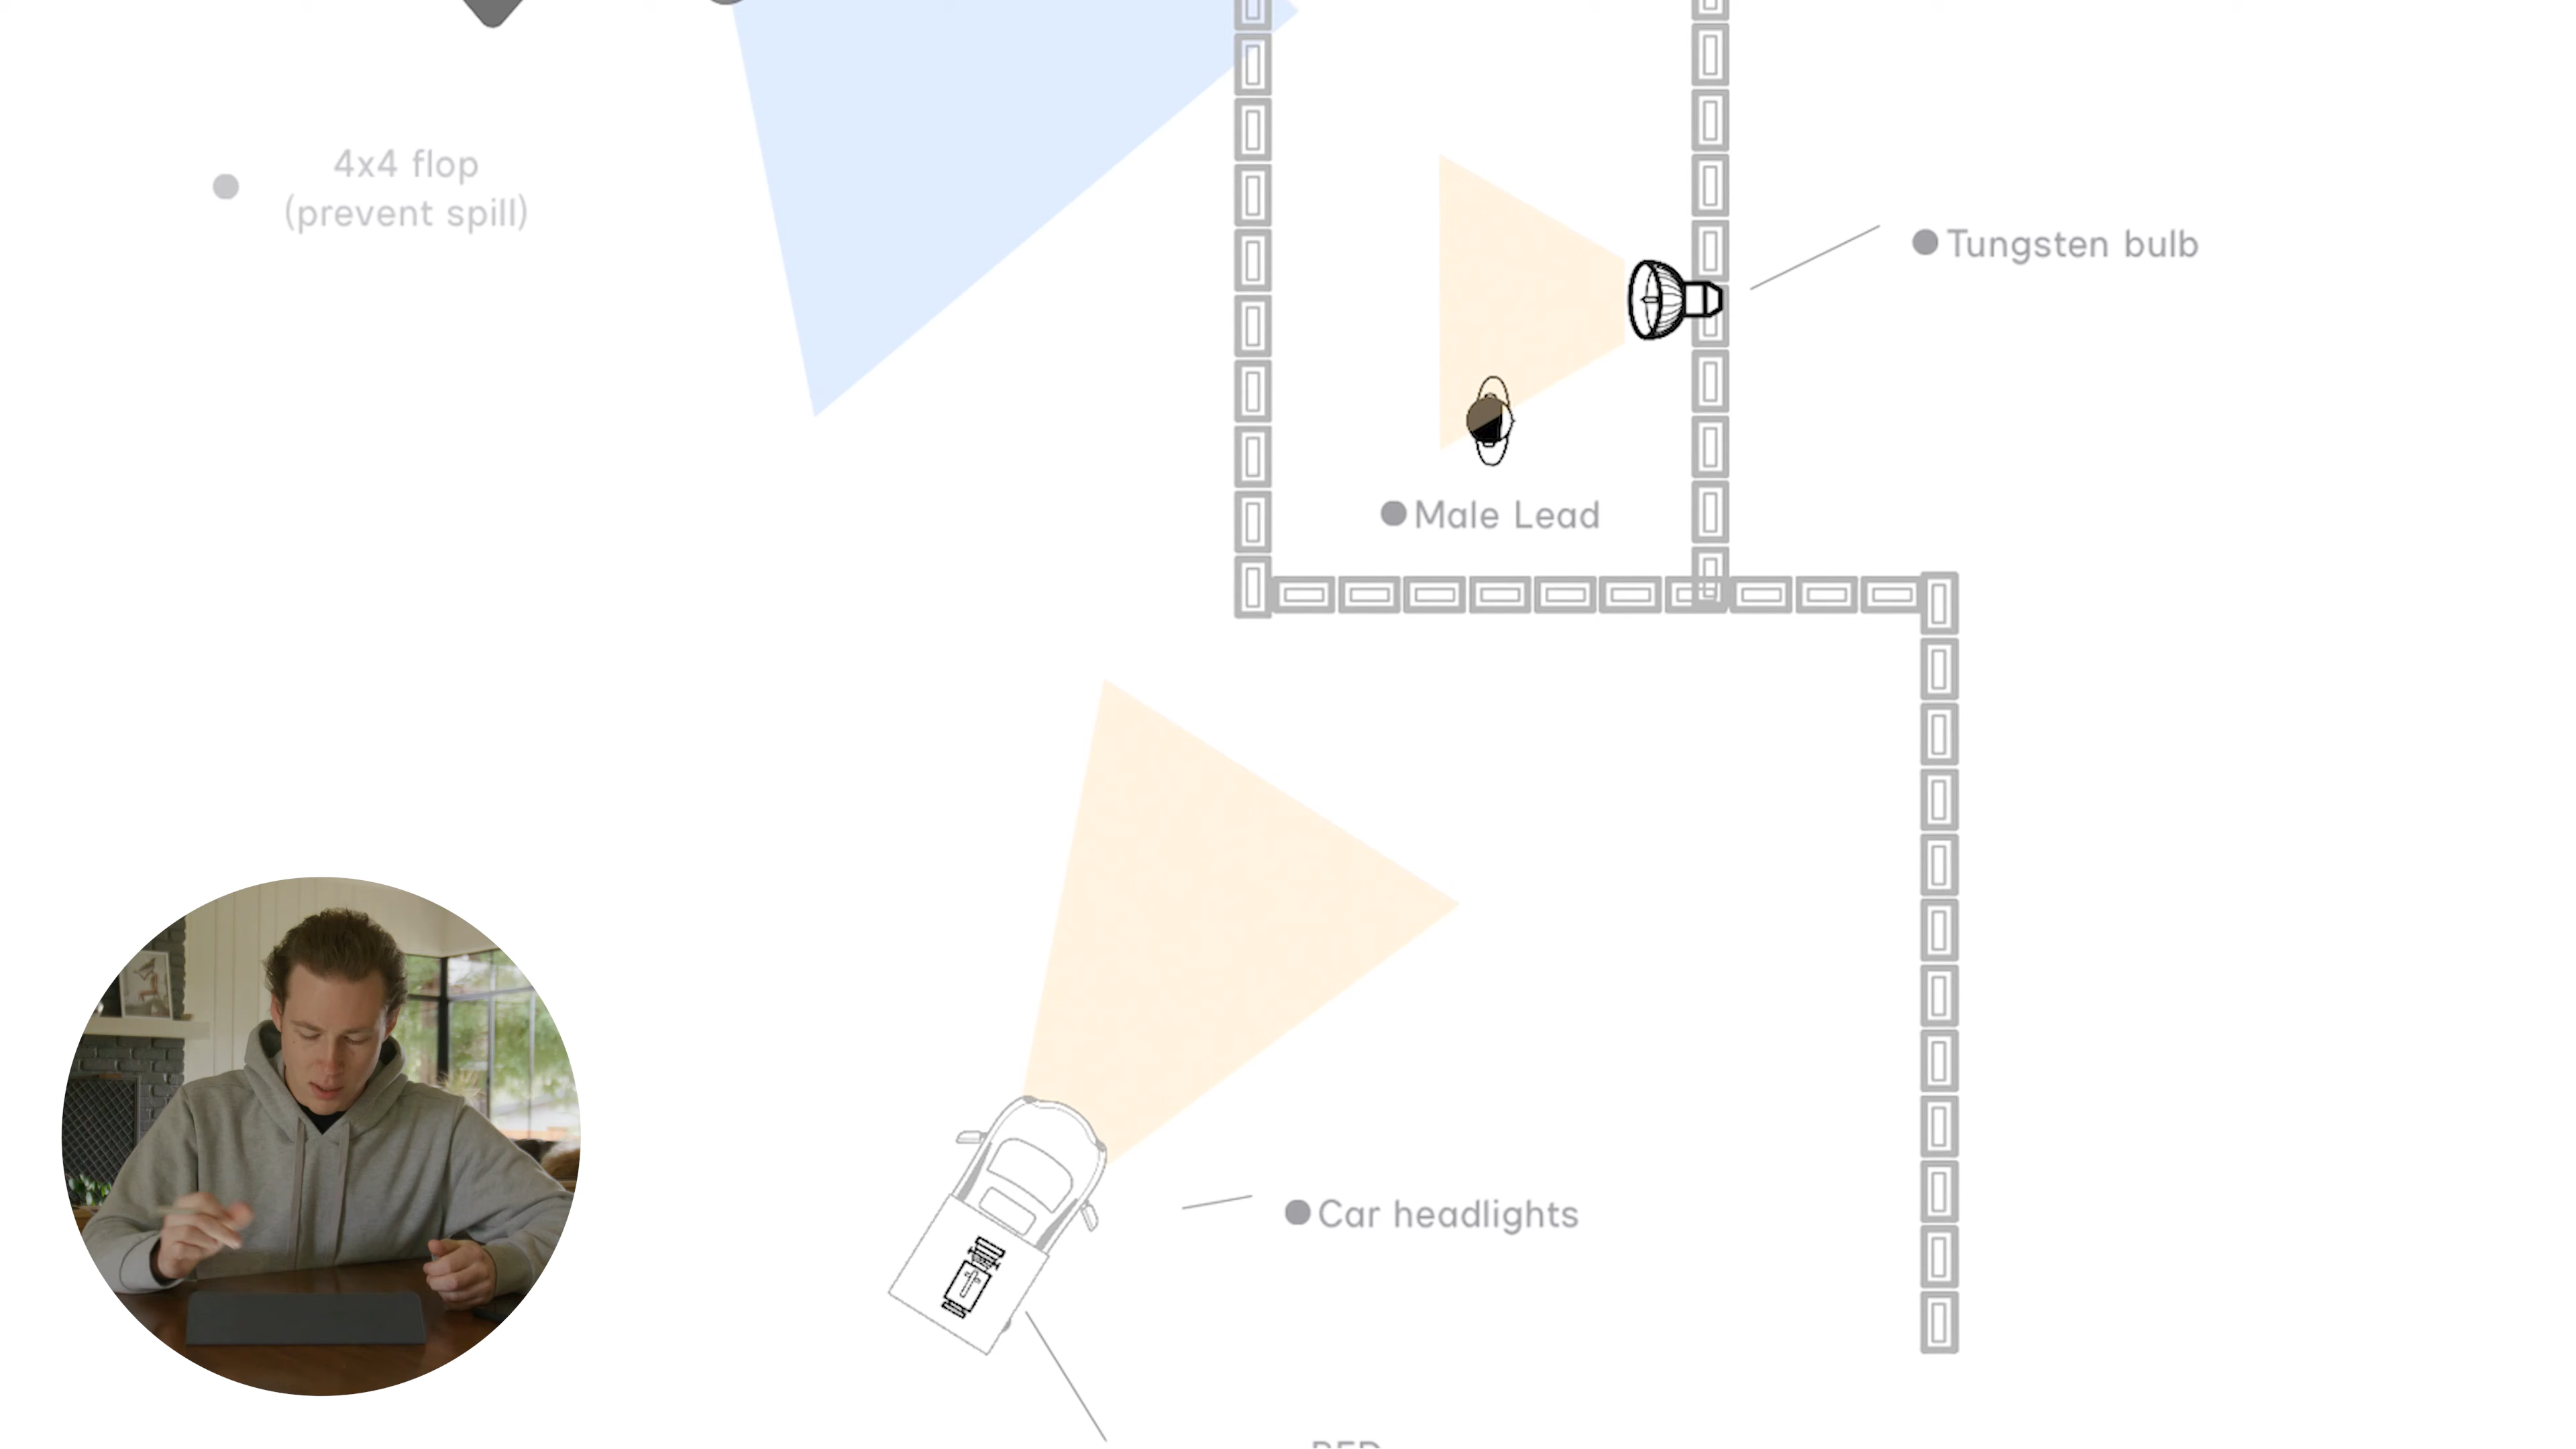 4x4 flop
(prevent spill)
Tungsten bulb
Male Lead
Car headlights